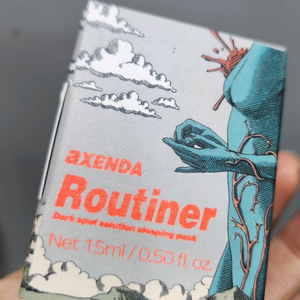 aXENDA
Routiner
Dark spot solution sleeping pack
Net 15ml / 0.50 fl. oz.